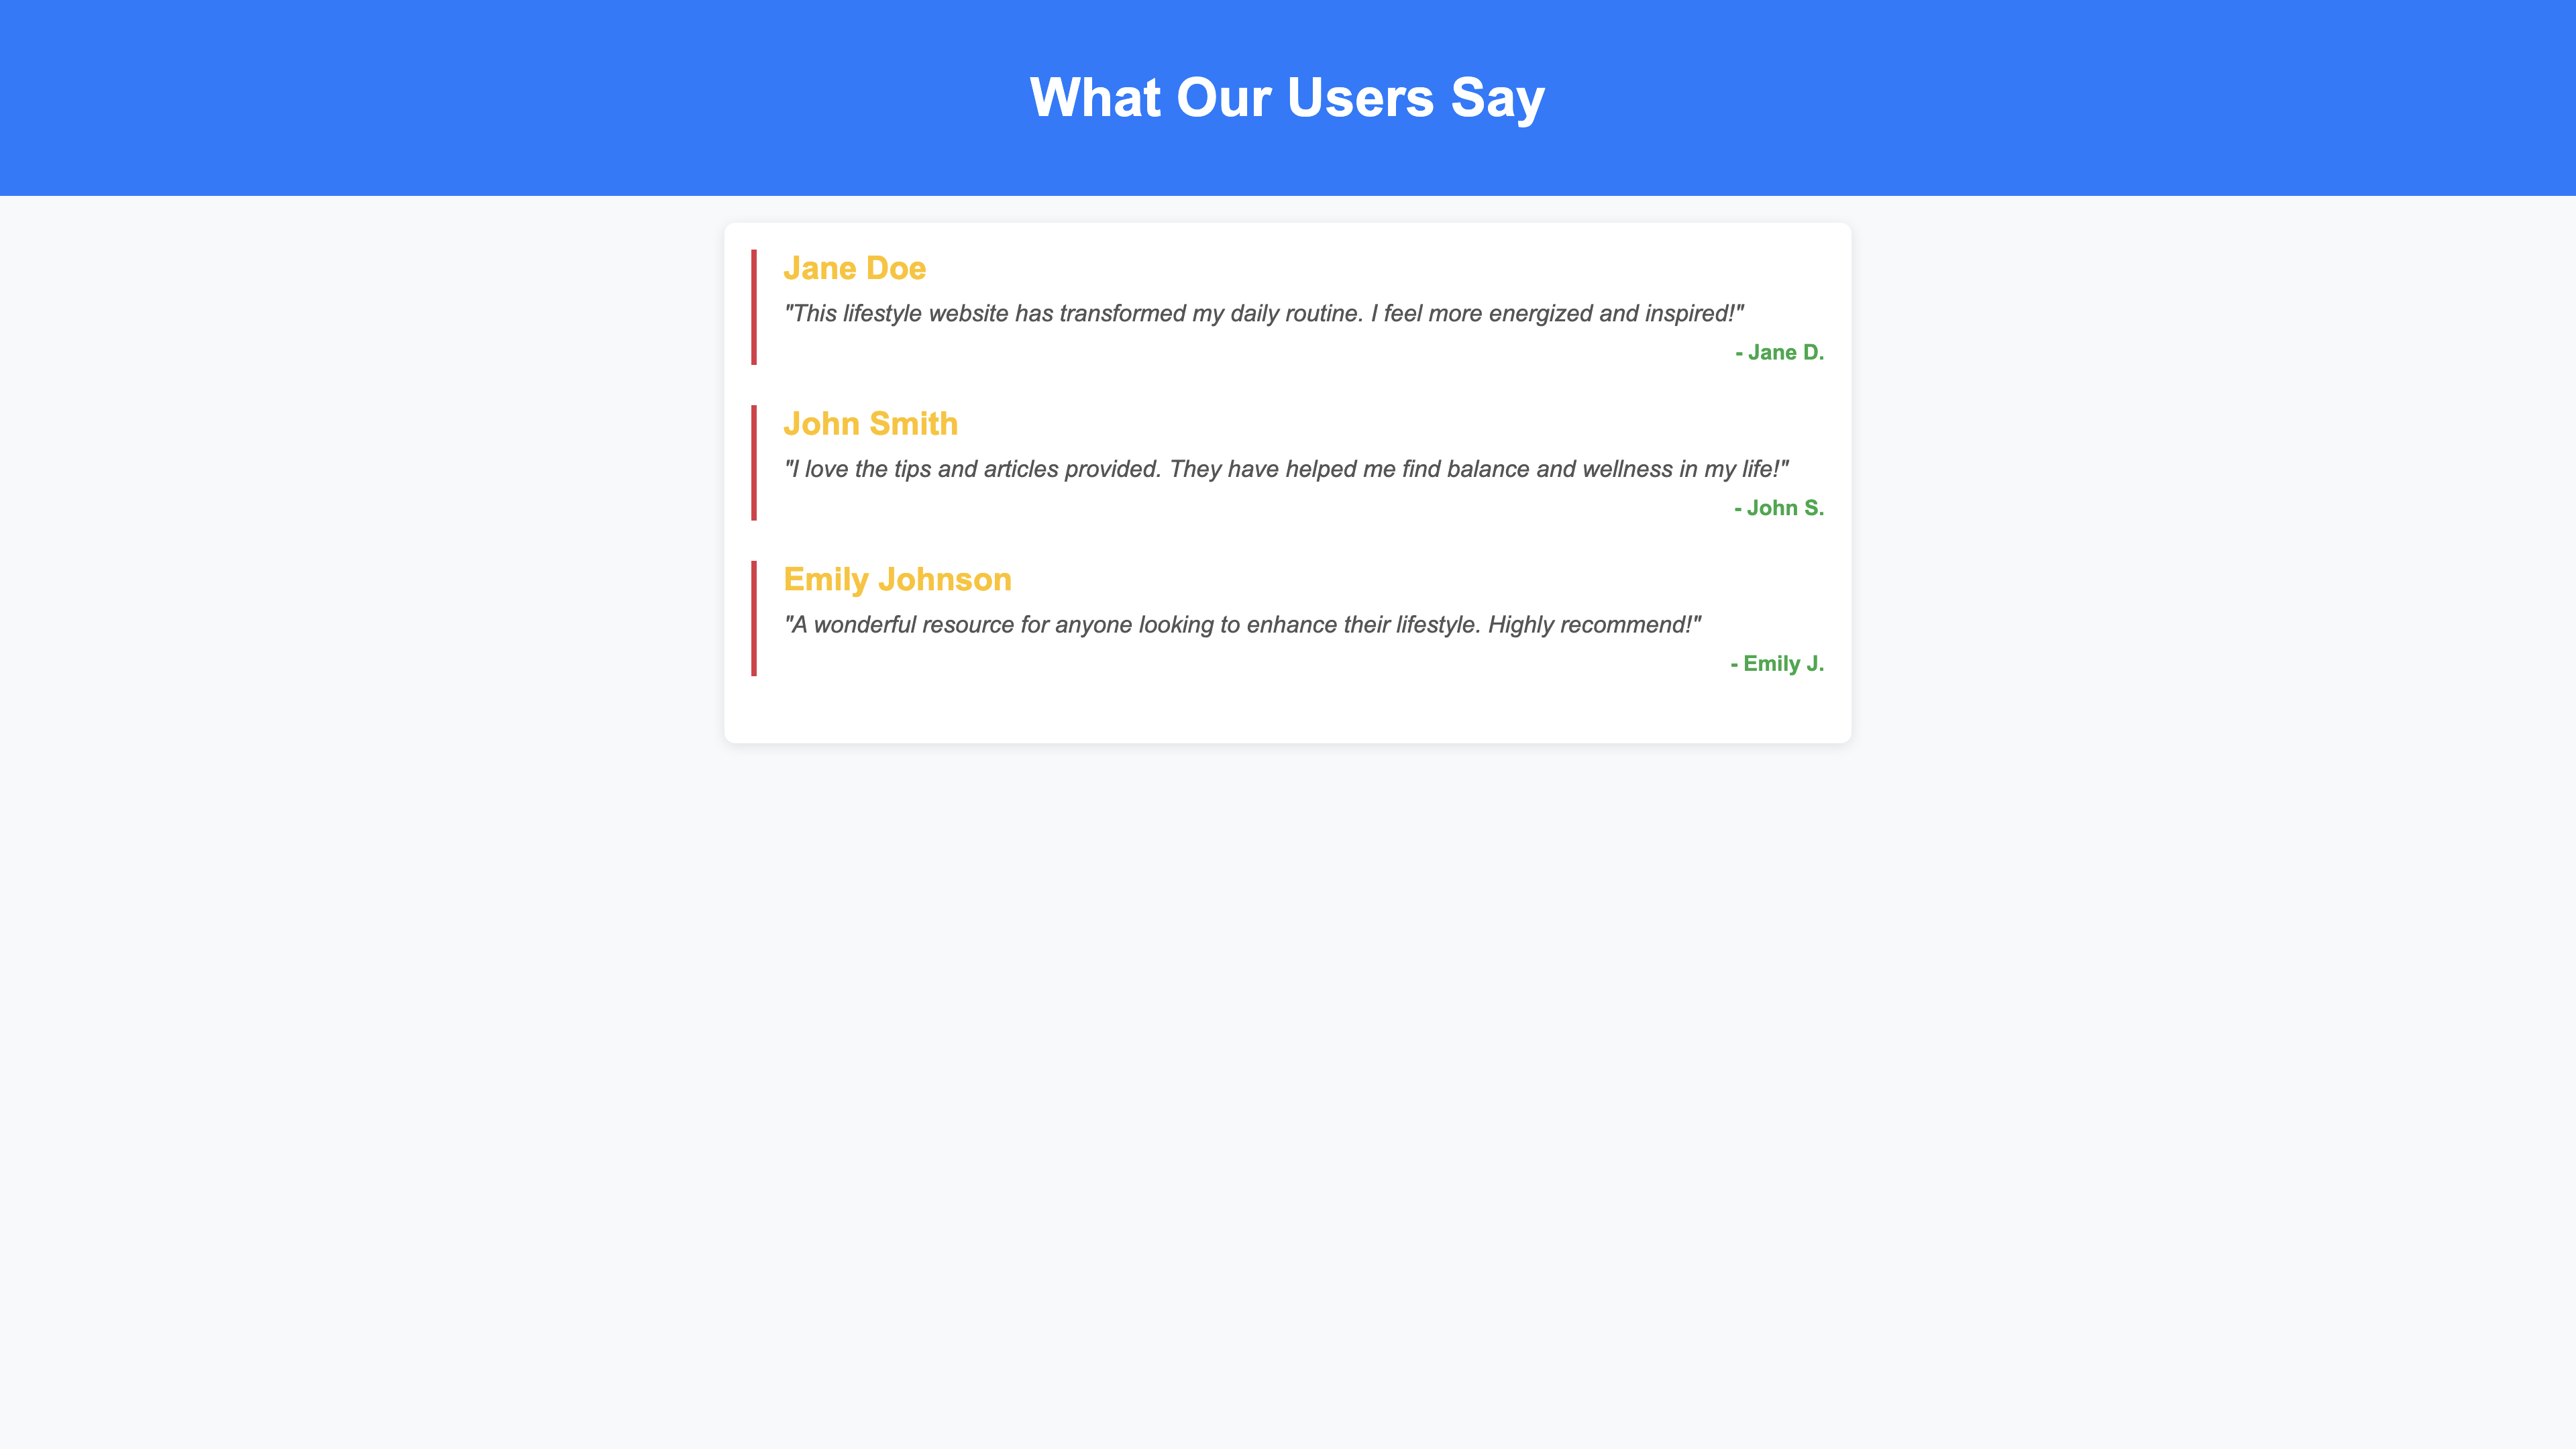 What Our Users Say
Jane Doe
"This lifestyle website has transformed my daily routine. I feel more energized and inspired!"
- Jane D.
John Smith
"I love the tips and articles provided. They have helped me find balance and wellness in my life!"
- John S.
Emily Johnson
"A wonderful resource for anyone looking to enhance their lifestyle. Highly recommend!"
- Emily J.